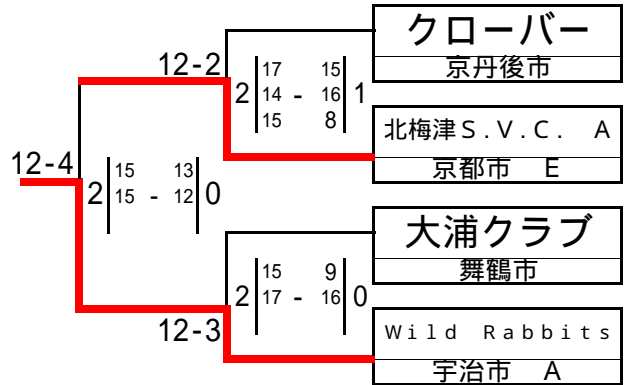 クローバー
京丹後市
12-2
2 17 - 15 1
14 16
15 8
北梅津S.V.C. A
京都市 E
12-4
2 15 - 13 0
15 12
大浦クラブ
舞鶴市
2 15 - 9 0
17 16
12-3
Wild Rabbits
宇治市 A